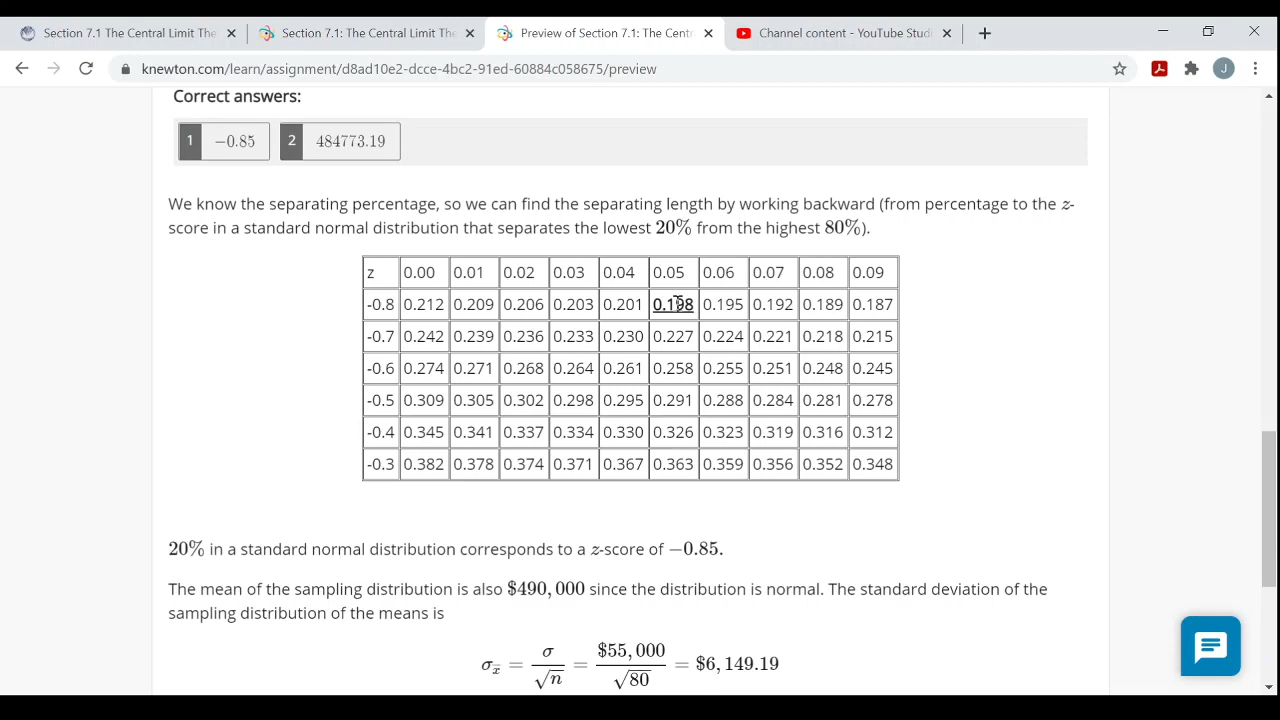 Section 7.1 The Central Limit The
Section 7.1: The Central Limit The
Preview of Section 7.1: The Centr
Channel content - YouTube Stud
knewton.com/learn/assignment/d8ad10e2-dcce-4bc2-91ed-60884c058675/preview
J
Correct answers:
1 −0.85 2 484773.19
We know the separating percentage, so we can find the separating length by working backward (from percentage to the z-
score in a standard normal distribution that separates the lowest 20% from the highest 80%).
z 0.00 0.01 0.02 0.03 0.04 0.05 0.06 0.07 0.08 0.09
-0.8 0.212 0.209 0.206 0.203 0.201 0.198 0.195 0.192 0.189 0.187
-0.7 0.242 0.239 0.236 0.233 0.230 0.227 0.224 0.221 0.218 0.215
-0.6 0.274 0.271 0.268 0.264 0.261 0.258 0.255 0.251 0.248 0.245
-0.5 0.309 0.305 0.302 0.298 0.295 0.291 0.288 0.284 0.281 0.278
-0.4 0.345 0.341 0.337 0.334 0.330 0.326 0.323 0.319 0.316 0.312
-0.3 0.382 0.378 0.374 0.371 0.367 0.363 0.359 0.356 0.352 0.348
20% in a standard normal distribution corresponds to a z-score of −0.85.
The mean of the sampling distribution is also $490,000 since the distribution is normal. The standard deviation of the
sampling distribution of the means is
σx̄ = σ/√n = $55,000/√80 = $6,149.19